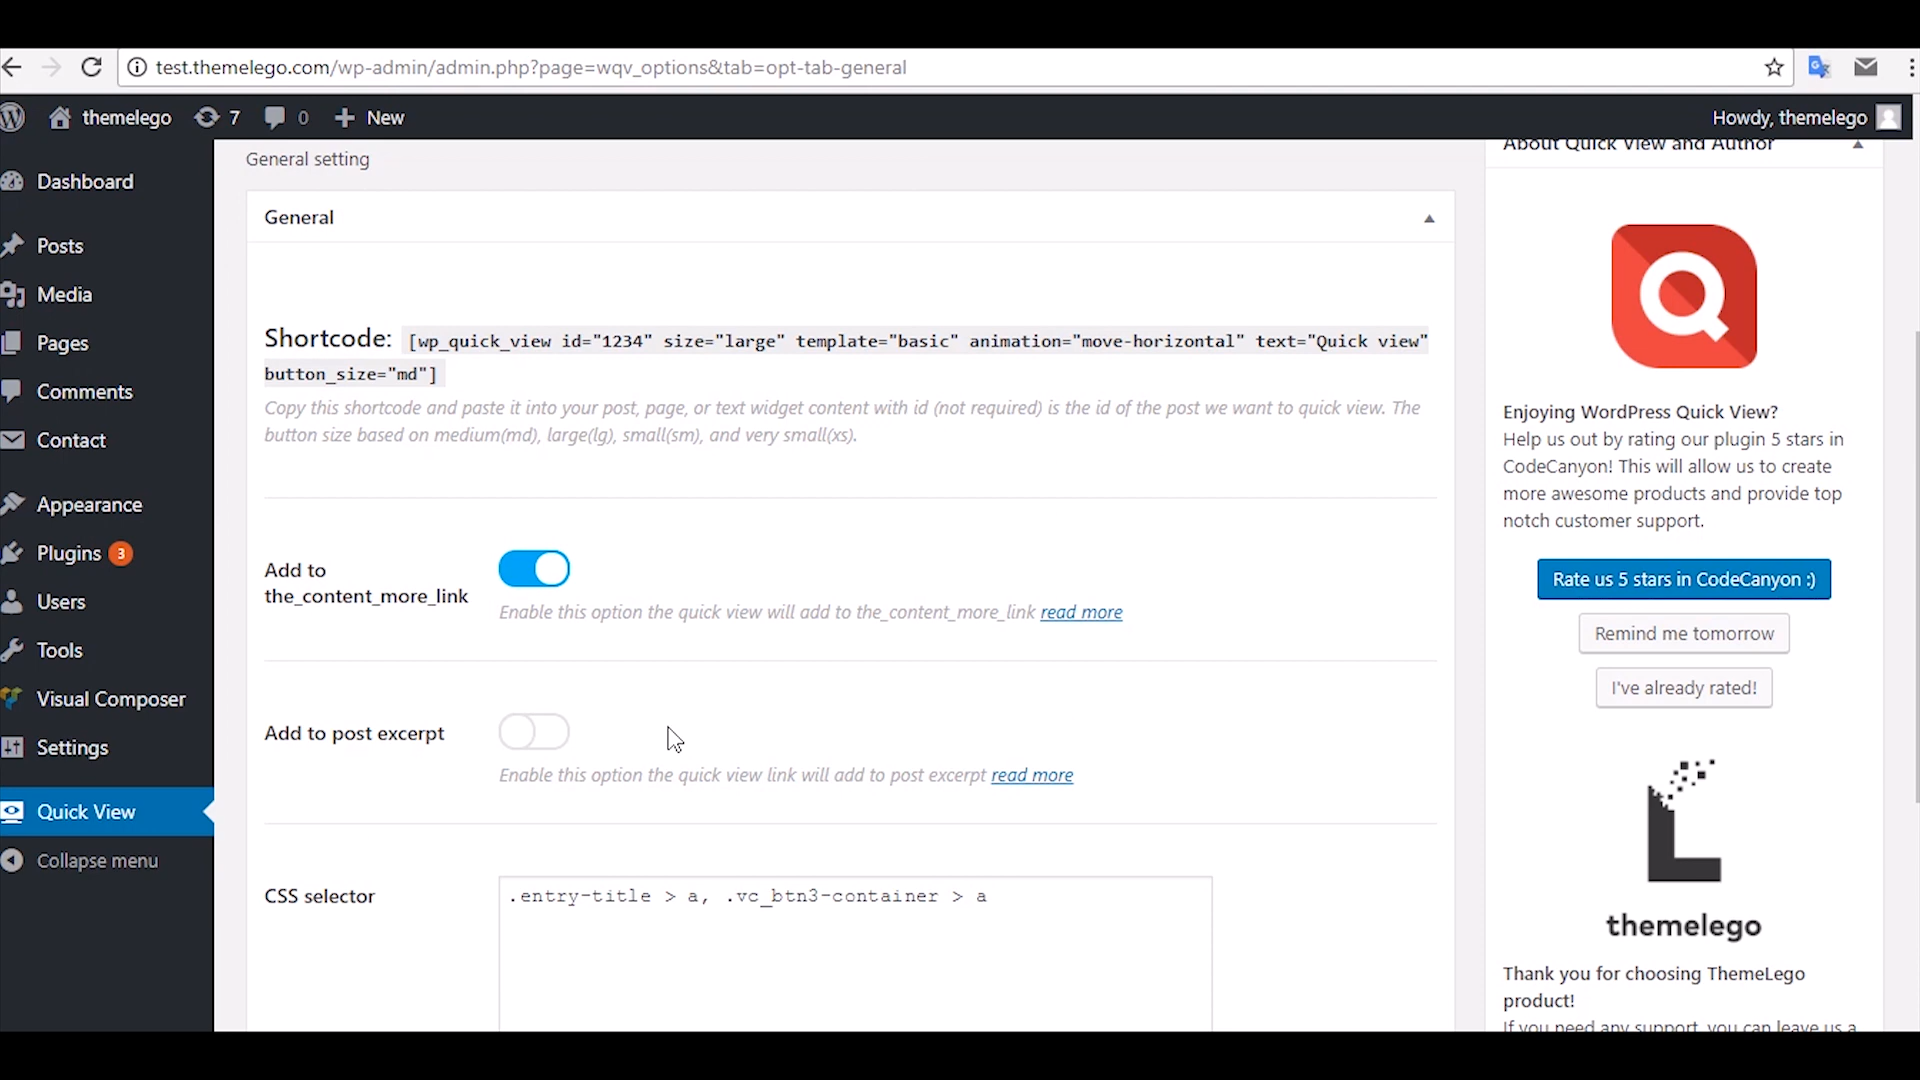 test.themelego.com/wp-admin/admin.php?page=wqv_options&tab=opt-tab-general
themelego
7
0
New
Howdy, themelego
Dashboard
Posts
Media
Pages
Comments
Contact
Appearance
Plugins 3
Users
Tools
Visual Composer
Settings
Quick View
Collapse menu
General setting
General
Shortcode: [wp_quick_view id="1234" size="large" template="basic" animation="move-horizontal" text="Quick view"
button_size="md"]
Copy this shortcode and paste it into your post, page, or text widget content with id (not required) is the id of the post we want to quick view. The
button size based on medium(md), large(lg), small(sm), and very small(xs).
Add to
the_content_more_link
Enable this option the quick view will add to the_content_more_link read more
Add to post excerpt
Enable this option the quick view link will add to post excerpt read more
CSS selector
.entry-title > a, .vc_btn3-container > a
About Quick View and Author
Enjoying WordPress Quick View?
Help us out by rating our plugin 5 stars in
CodeCanyon! This will allow us to create
more awesome products and provide top
notch customer support.
Rate us 5 stars in CodeCanyon :)
Remind me tomorrow
I've already rated!
themelego
Thank you for choosing ThemeLego
product!
If you need any support, you can leave us a